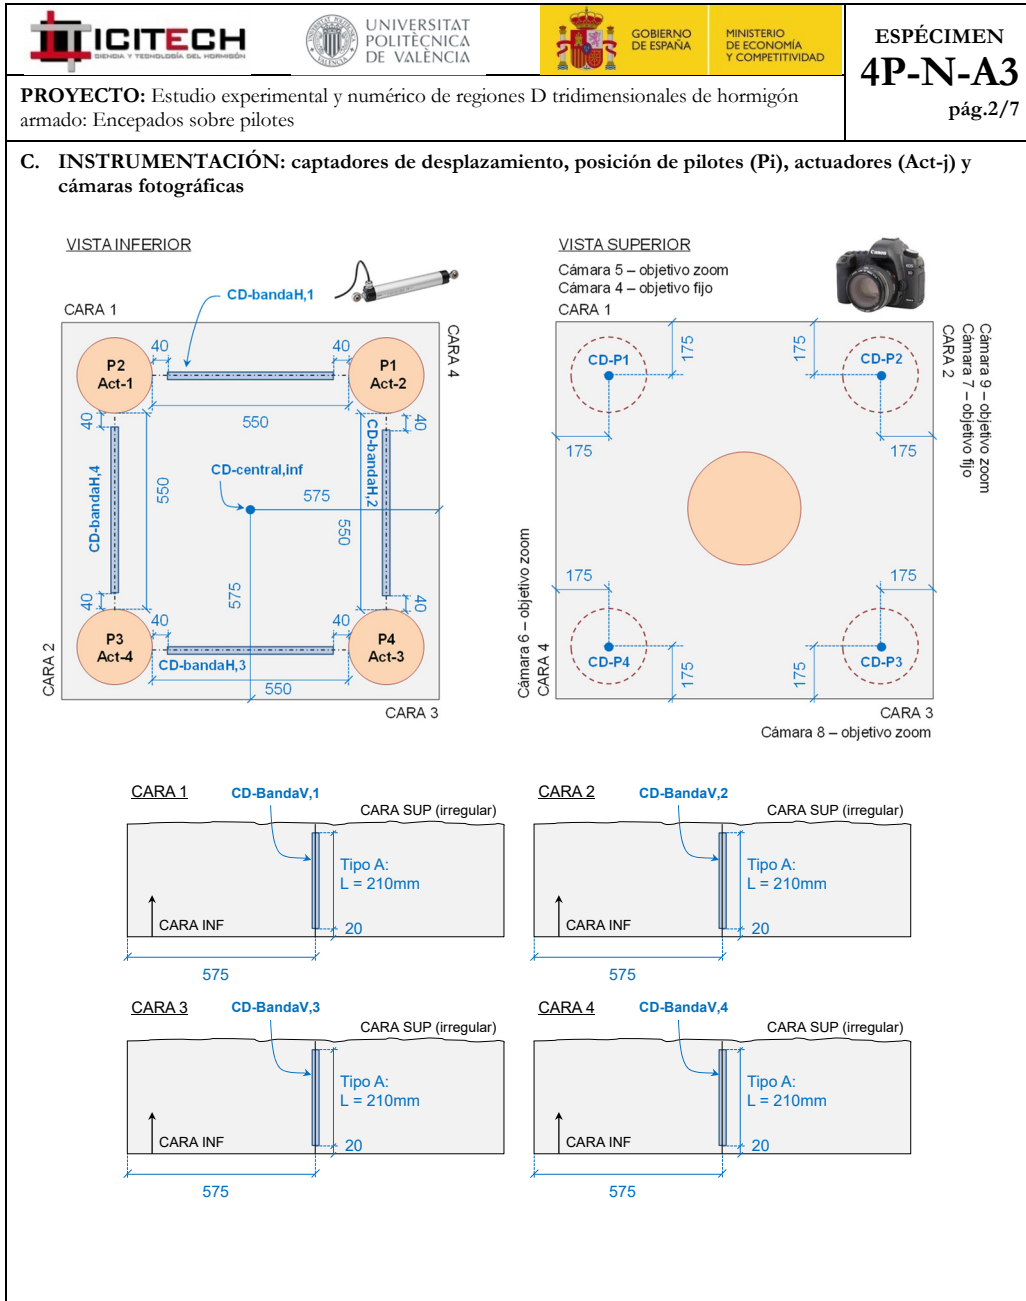 ICITECH
CIENCIA Y TECNOLOGÍA DEL HORMIGÓN
UNIVERSITAT
POLITÈCNICA
DE VALÈNCIA
GOBIERNO
DE ESPAÑA
MINISTERIO
DE ECONOMÍA
Y COMPETITIVIDAD
ESPÉCIMEN
4P-N-A3
pág.2/7
PROYECTO: Estudio experimental y numérico de regiones D tridimensionales de hormigón
armado: Encepados sobre pilotes
C. INSTRUMENTACIÓN: captadores de desplazamiento, posición de pilotes (Pi), actuadores (Act-j) y
cámaras fotográficas
VISTA INFERIOR
CD-bandaH,1
CARA 1
CARA 4
P2
Act-1
40
40
P1
Act-2
550
40
40
CD-bandaH,4
550
CD-central,inf
575
CD-bandaH,2
550
575
40
40
P3
Act-4
40
40
P4
Act-3
CD-bandaH,3
550
CARA 2
CARA 3
VISTA SUPERIOR
Cámara 5 – objetivo zoom
Cámara 4 – objetivo fijo
Canon
CARA 1
CARA 2
Cámara 7 – objetivo fijo
Cámara 9 – objetivo zoom
CD-P1
175
175
CD-P2
175
175
Cámara 6 – objetivo zoom
CARA 4
175
175
CD-P4
175
175
CD-P3
CARA 3
Cámara 8 – objetivo zoom
CARA 1
CD-BandaV,1
CARA SUP (irregular)
Tipo A:
L = 210mm
CARA INF
20
575
CARA 2
CD-BandaV,2
CARA SUP (irregular)
Tipo A:
L = 210mm
CARA INF
20
575
CARA 3
CD-BandaV,3
CARA SUP (irregular)
Tipo A:
L = 210mm
CARA INF
20
575
CARA 4
CD-BandaV,4
CARA SUP (irregular)
Tipo A:
L = 210mm
CARA INF
20
575